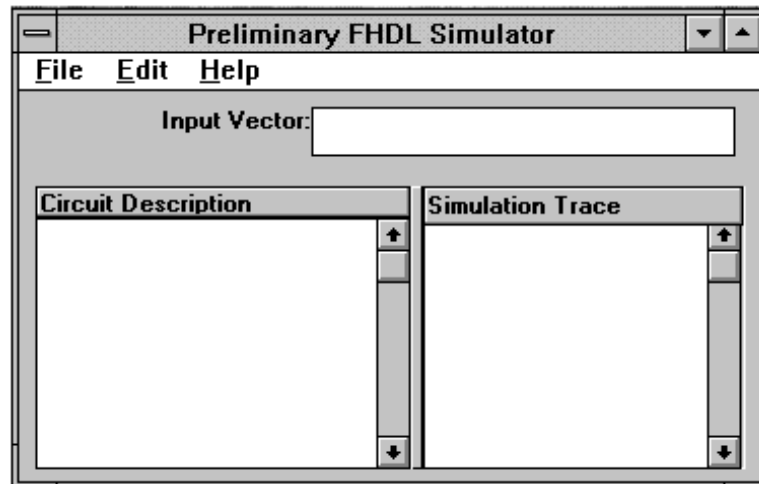 Preliminary FHDL Simulator
File Edit Help
Input Vector:
Circuit Description
Simulation Trace